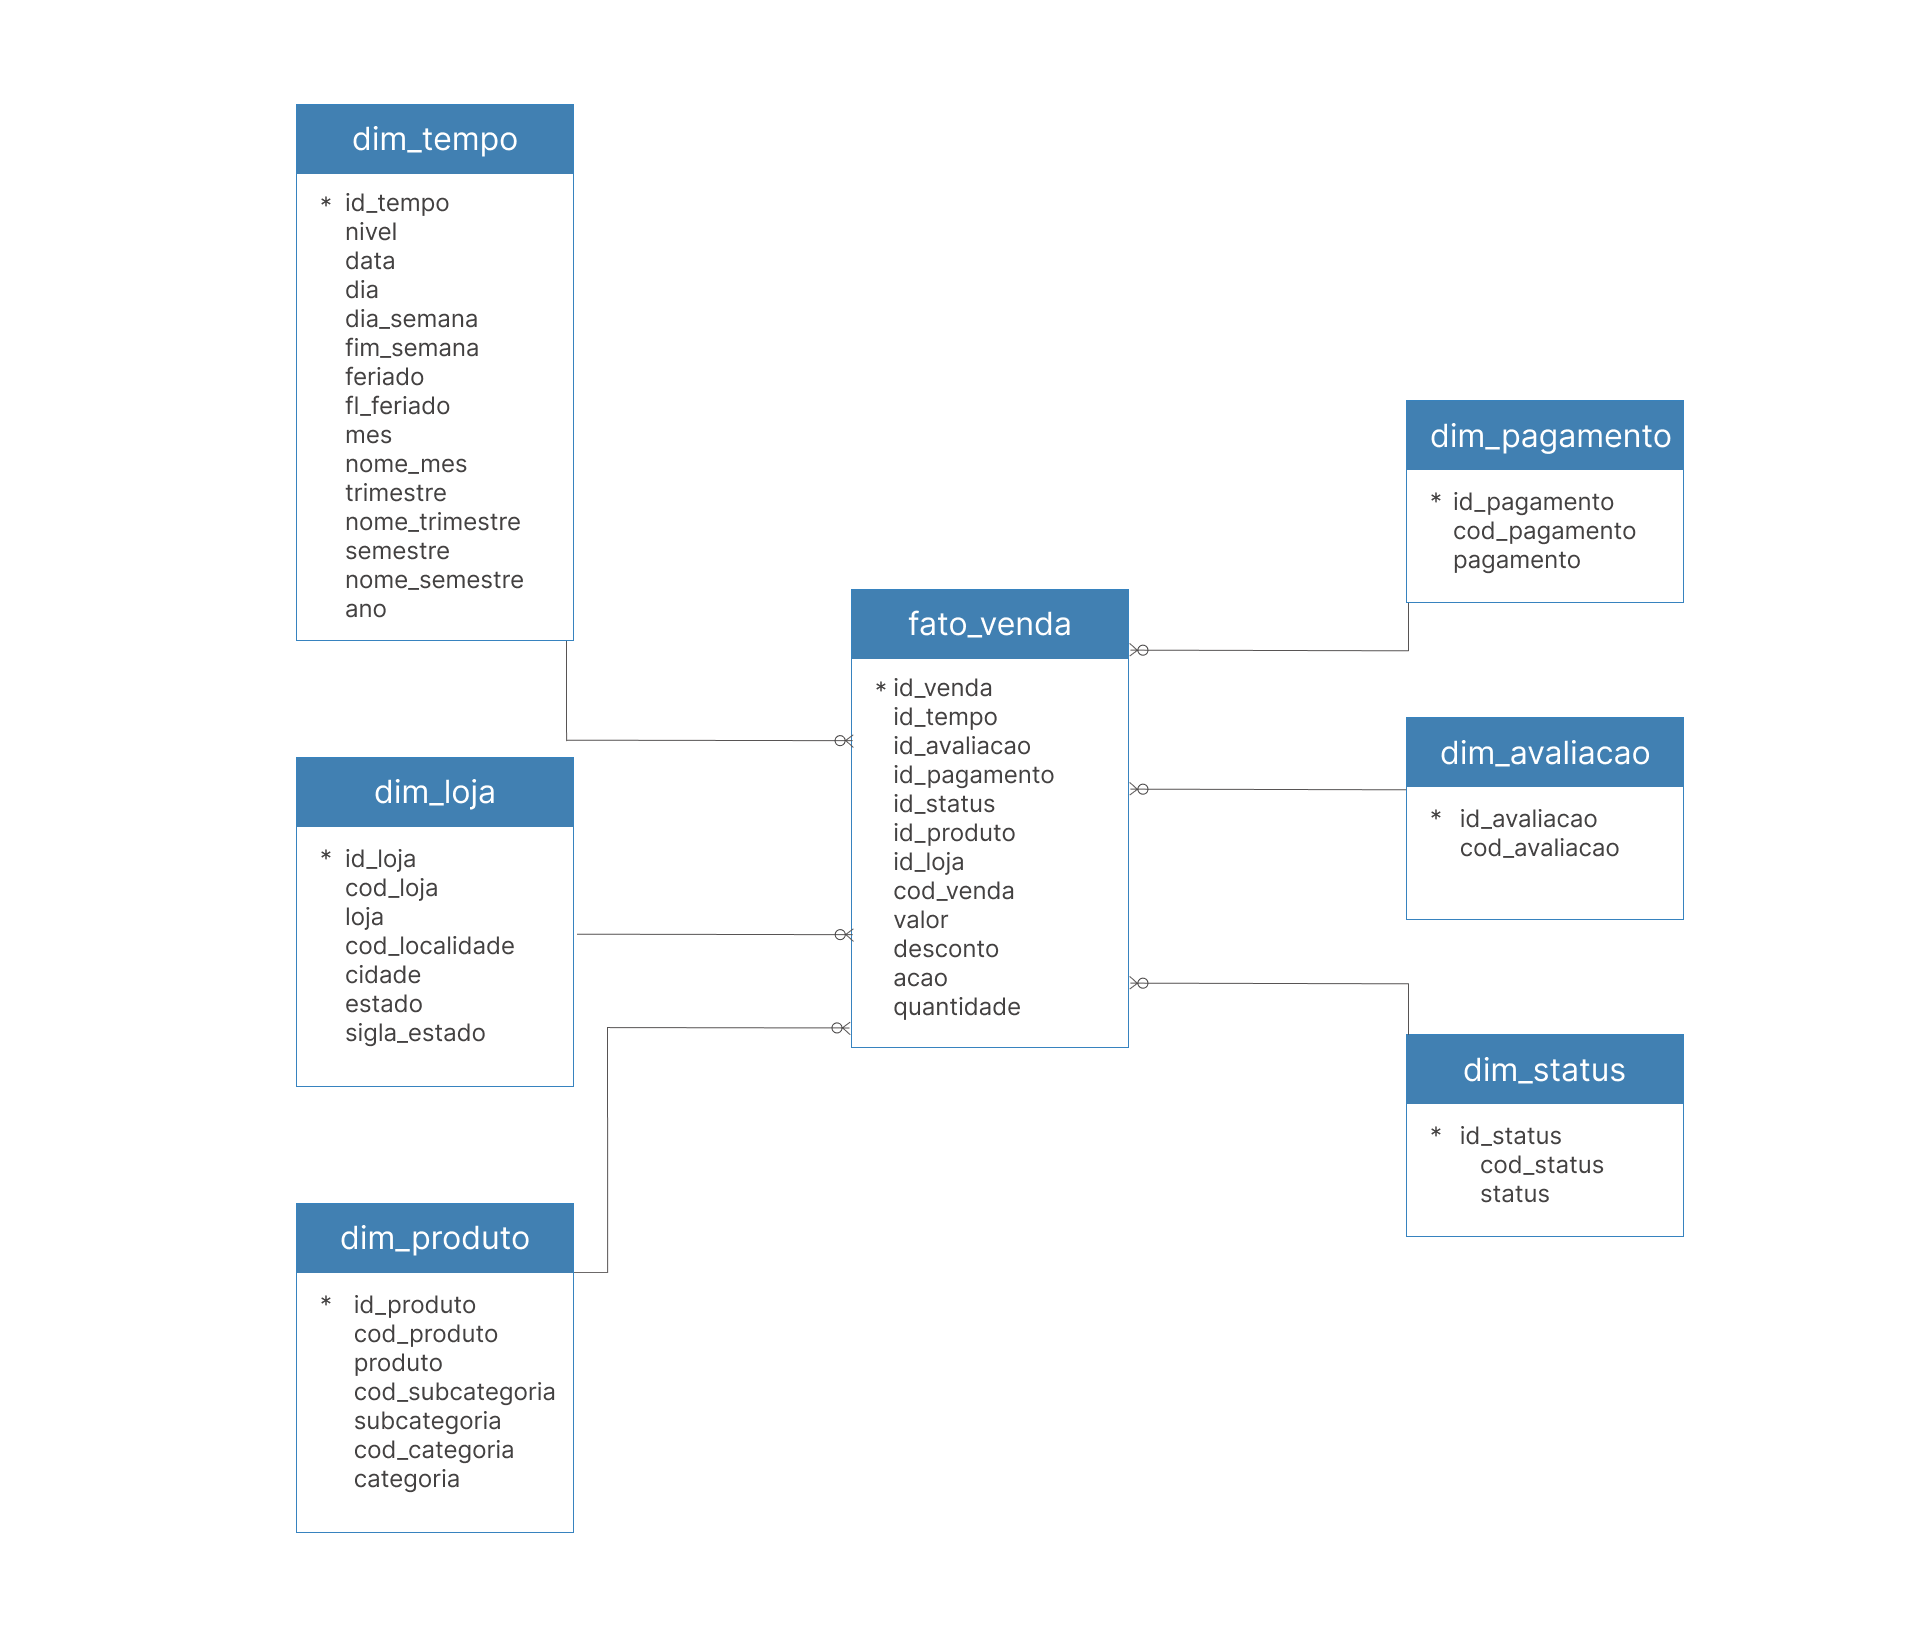 dim_tempo
* id_tempo
nivel
data
dia
dia_semana
fim_semana
feriado
fl_feriado
mes
nome_mes
trimestre
nome_trimestre
semestre
nome_semestre
ano
dim_loja
* id_loja
cod_loja
loja
cod_localidade
cidade
estado
sigla_estado
dim_produto
* id_produto
cod_produto
produto
cod_subcategoria
subcategoria
cod_categoria
categoria
fato_venda
* id_venda
id_tempo
id_avaliacao
id_pagamento
id_status
id_produto
id_loja
cod_venda
valor
desconto
acao
quantidade
dim_pagamento
* id_pagamento
cod_pagamento
pagamento
dim_avaliacao
* id_avaliacao
cod_avaliacao
dim_status
* id_status
cod_status
status